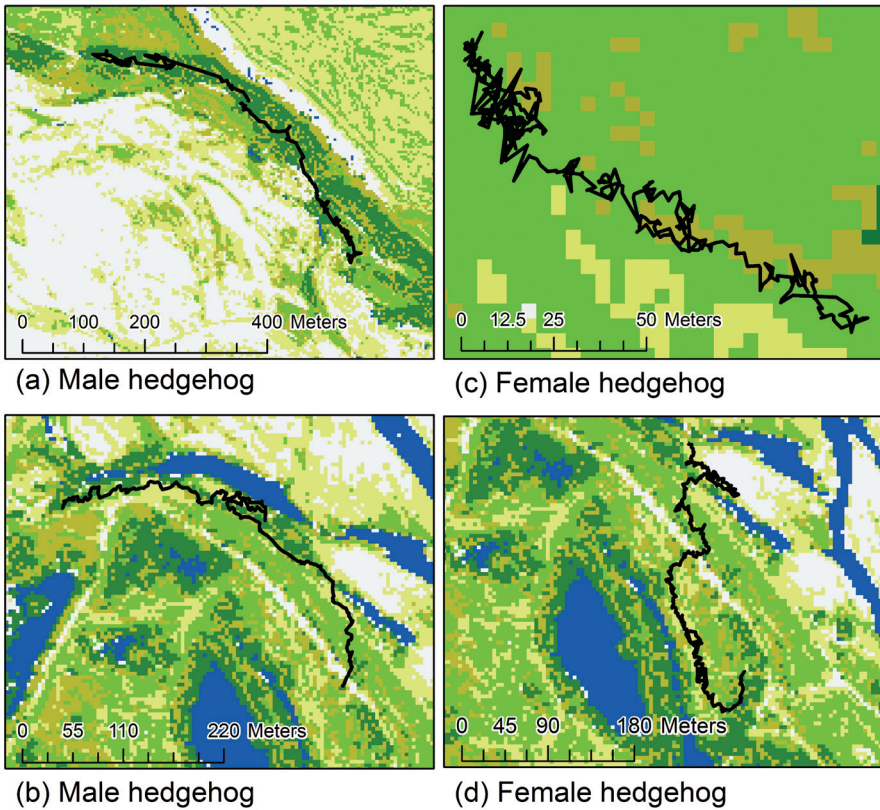 0 100 200 400 Meters
(a) Male hedgehog
0 12.5 25 50 Meters
(c) Female hedgehog
0 55 110 220 Meters
(b) Male hedgehog
0 45 90 180 Meters
(d) Female hedgehog